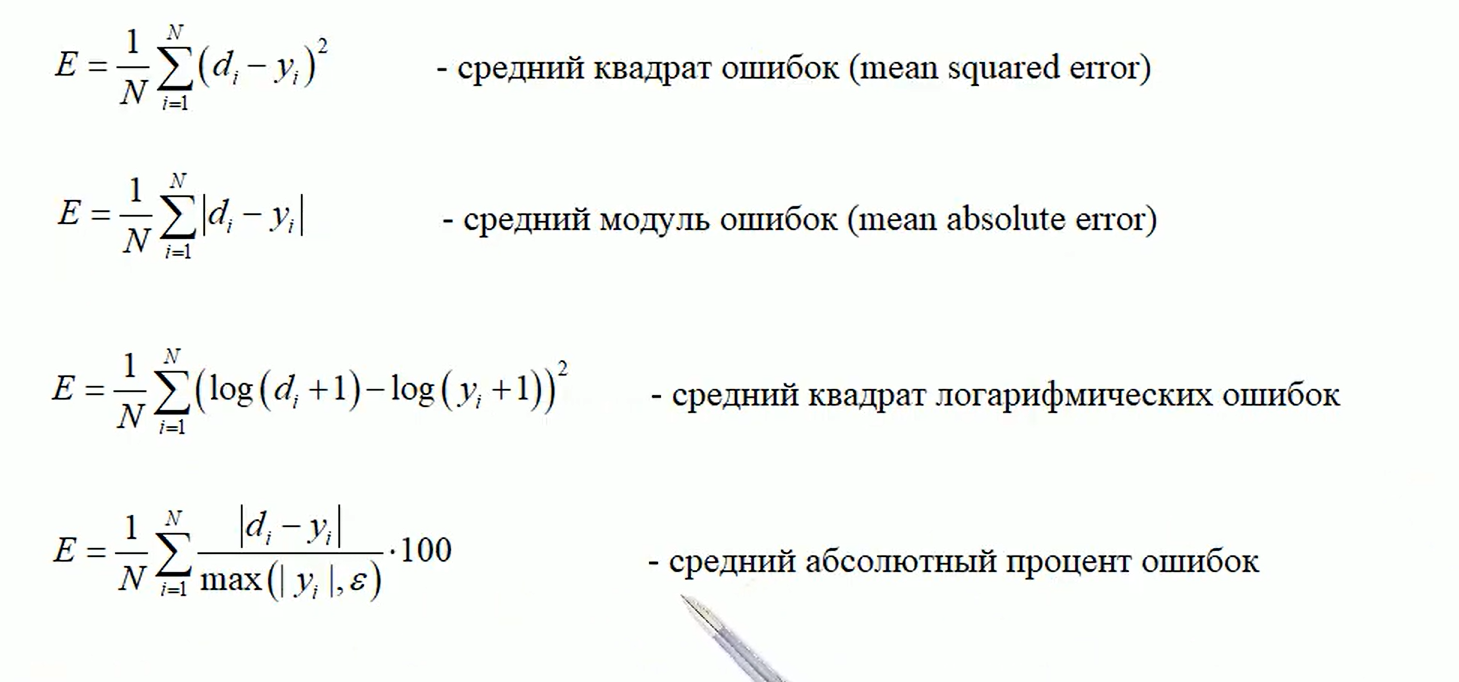 E = \frac{1}{N} \sum_{i=1}^{N} (d_i - y_i)^2 - средний квадрат ошибок (mean squared error)
E = \frac{1}{N} \sum_{i=1}^{N} |d_i - y_i| - средний модуль ошибок (mean absolute error)
E = \frac{1}{N} \sum_{i=1}^{N} (log(d_i + 1) - log(y_i + 1))^2 - средний квадрат логарифмических ошибок
E = \frac{1}{N} \sum_{i=1}^{N} \frac{|d_i - y_i|}{max(| y_i |, ε)} · 100 - средний абсолютный процент ошибок